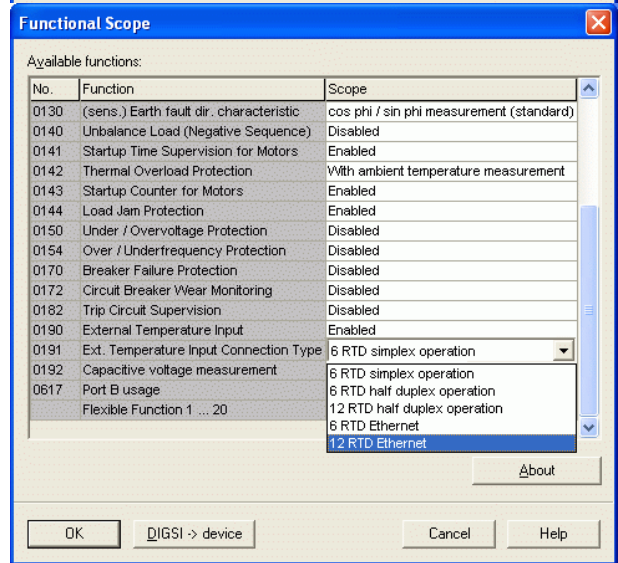 Functional Scope
Available functions:
No. Function Scope
0130 (sens.) Earth fault dir. characteristic cos phi / sin phi measurement (standard)
0140 Unbalance Load (Negative Sequence) Disabled
0141 Startup Time Supervision for Motors Enabled
0142 Thermal Overload Protection With ambient temperature measurement
0143 Startup Counter for Motors Enabled
0144 Load Jam Protection Enabled
0150 Under / Overvoltage Protection Disabled
0154 Over / Underfrequency Protection Disabled
0170 Breaker Failure Protection Disabled
0172 Circuit Breaker Wear Monitoring Disabled
0182 Trip Circuit Supervision Disabled
0190 External Temperature Input Enabled
0191 Ext. Temperature Input Connection Type 6 RTD simplex operation
0192 Capacitive voltage measurement 6 RTD simplex operation
0617 Port B usage 6 RTD half duplex operation
Flexible Function 1 ... 20 12 RTD half duplex operation
6 RTD Ethernet
12 RTD Ethernet
About
OK DIGSI -> device Cancel Help